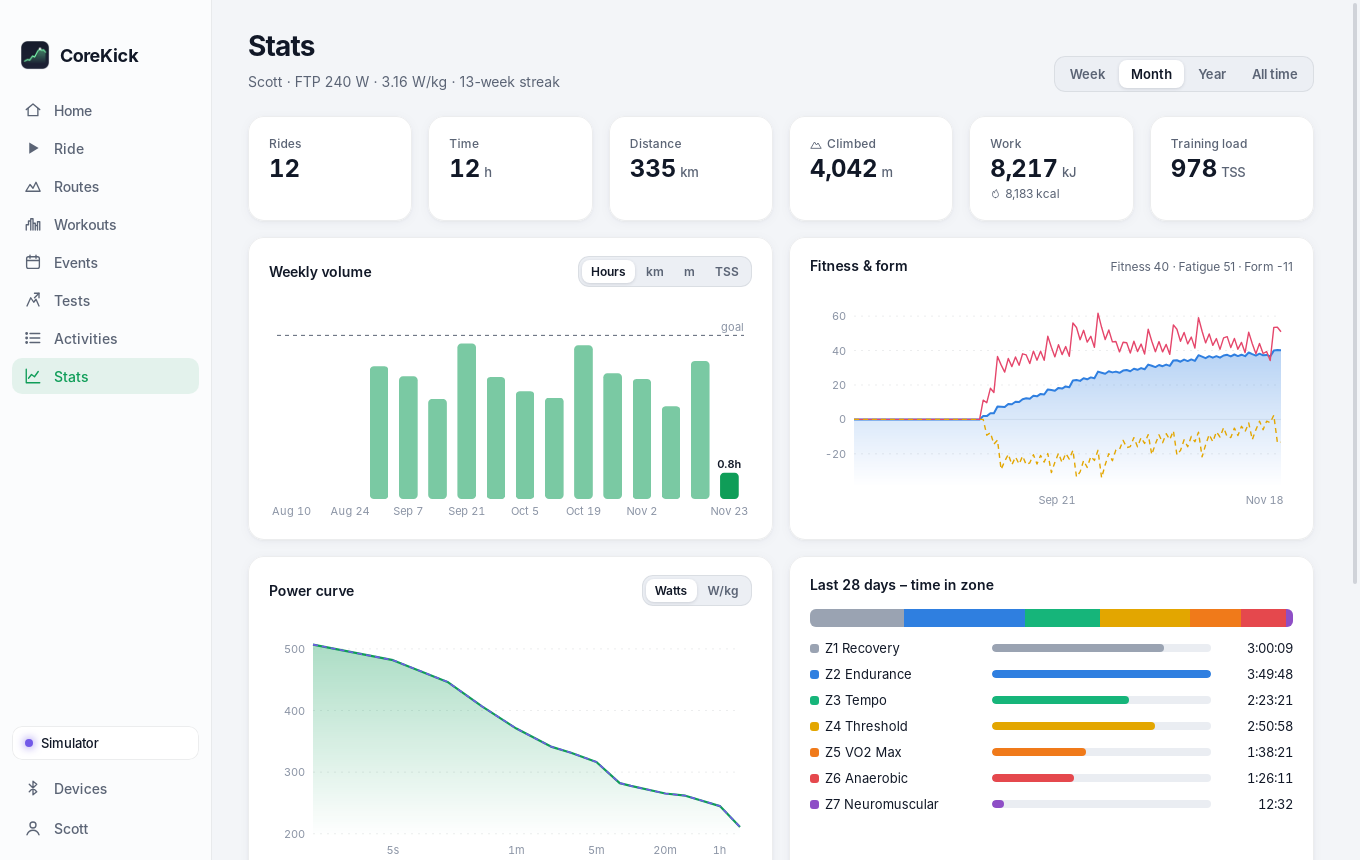 CoreKick
Home
Ride
Routes
Workouts
Events
Tests
Activities
Stats
Simulator
Devices
Scott
Stats
Scott · FTP 240 W · 3.16 W/kg · 13-week streak
Week Month Year All time
Rides
12
Time
12 h
Distance
335 km
Climbed
4,042 m
Work
8,217 kJ
8,183 kcal
Training load
978 TSS
Weekly volume
Hours km m TSS
goal
0.8h
Aug 10 Aug 24 Sep 7 Sep 21 Oct 5 Oct 19 Nov 2 Nov 23
Fitness & form
Fitness 40 · Fatigue 51 · Form -11
60
40
20
0
-20
Sep 21 Nov 18
Power curve
Watts W/kg
500
400
300
200
5s 1m 5m 20m 1h
Last 28 days – time in zone
Z1 Recovery 3:00:09
Z2 Endurance 3:49:48
Z3 Tempo 2:23:21
Z4 Threshold 2:50:58
Z5 VO2 Max 1:38:21
Z6 Anaerobic 1:26:11
Z7 Neuromuscular 12:32